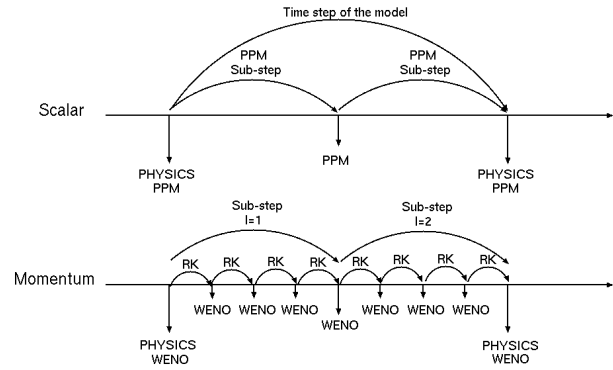 Time step of the model
PPM
Sub-step
PPM
Sub-step
Scalar
PHYSICS
PPM
PPM
PHYSICS
PPM
Sub-step
l=1
Sub-step
l=2
RK RK RK RK RK RK RK RK
Momentum
WENO WENO WENO WENO WENO WENO WENO
PHYSICS
WENO
PHYSICS
WENO